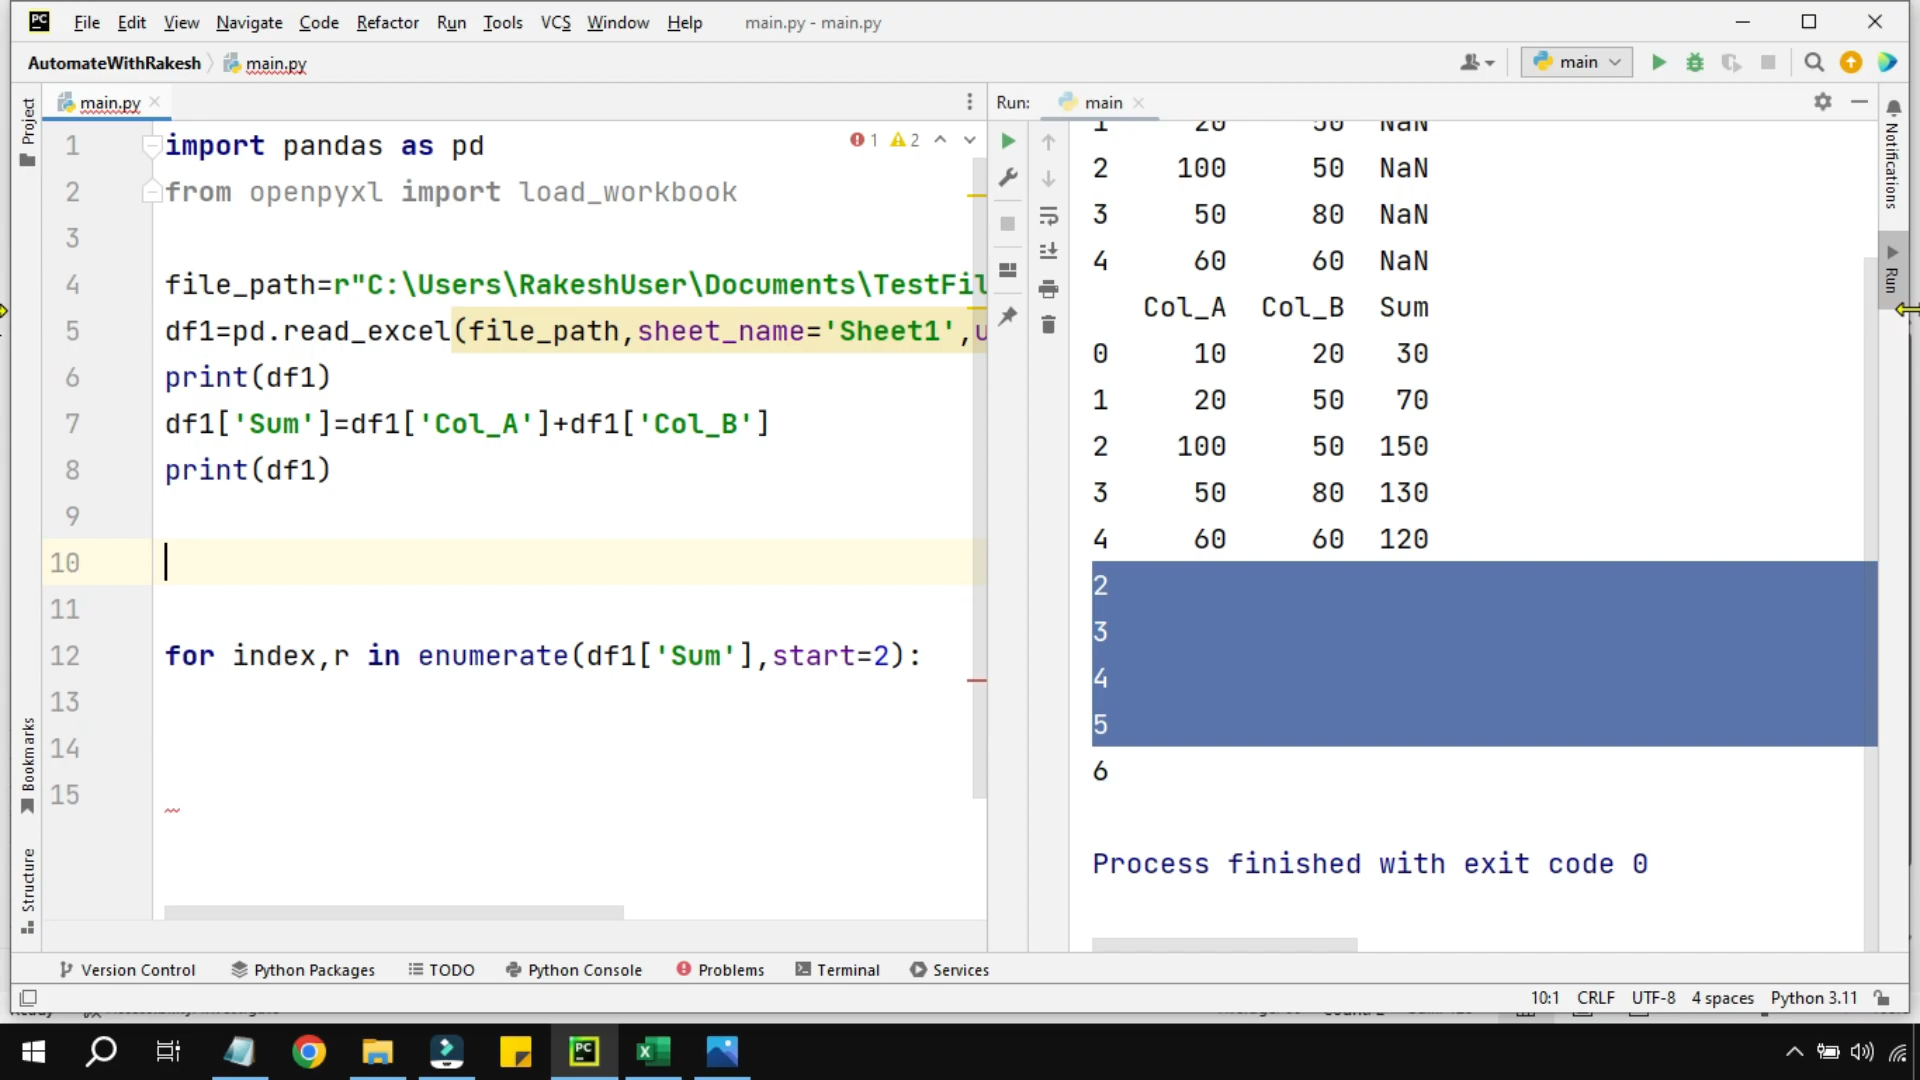 File Edit View Navigate Code Refactor Run Tools VCS Window Help main.py - main.py
AutomateWithRakesh main.py main
main.py
Run: main
Project
Bookmarks
Structure
1 import pandas as pd
2 from openpyxl import load_workbook
3
4 file_path=r"C:\Users\RakeshUser\Documents\TestFil
5 df1=pd.read_excel(file_path,sheet_name='Sheet1',u
6 print(df1)
7 df1['Sum']=df1['Col_A']+df1['Col_B']
8 print(df1)
9
10
11
12 for index,r in enumerate(df1['Sum'],start=2):
13
14
15
1 2
1 20 50 NaN
2 100 50 NaN
3 50 80 NaN
4 60 60 NaN
Col_A Col_B Sum
0 10 20 30
1 20 50 70
2 100 50 150
3 50 80 130
4 60 60 120
2
3
4
5
6
Process finished with exit code 0
Notifications
Run
Version Control Python Packages TODO Python Console Problems Terminal Services
10:1 CRLF UTF-8 4 spaces Python 3.11